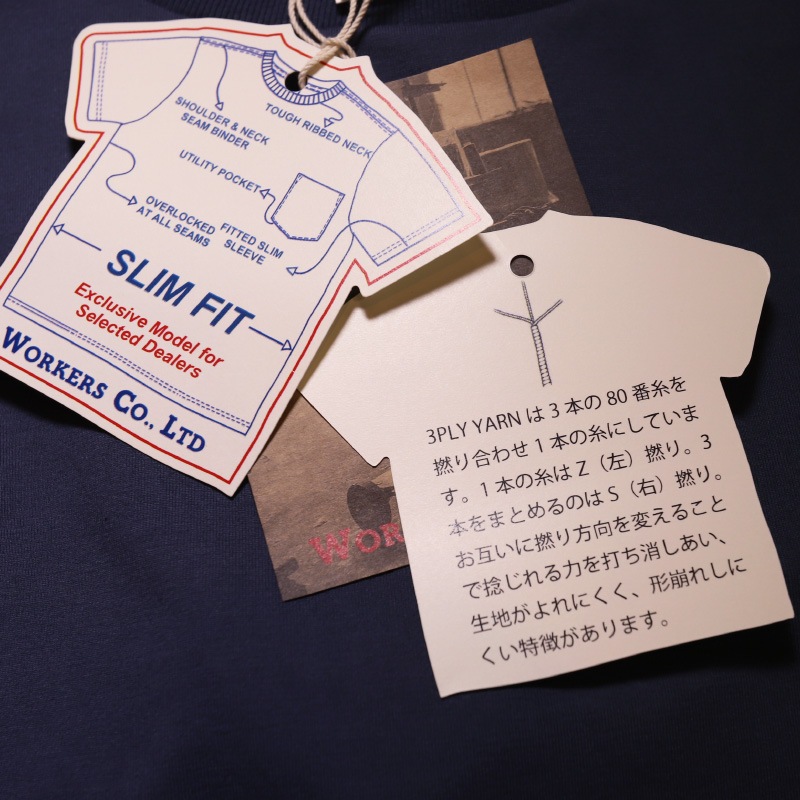 SHOULDER & NECK
SEAM BINDER
TOUGH RIBBED NECK
UTILITY POCKET
OVERLOCKED
AT ALL SEAMS
FITTED SLIM
SLEEVE
SLIM FIT
Exclusive Model for
Selected Dealers
WORKERS CO., LTD
WOR
3PLY YARN は 3 本の 80 番糸を
撚り合わせ 1 本の糸にしていま
す。1 本の糸は Z（左）撚り。3
本をまとめるのは S（右）撚り。
お互いに撚り方向を変えること
で捻じれる力を打ち消しあい、
生地がよれにくく、形崩れしに
くい特徴があります。